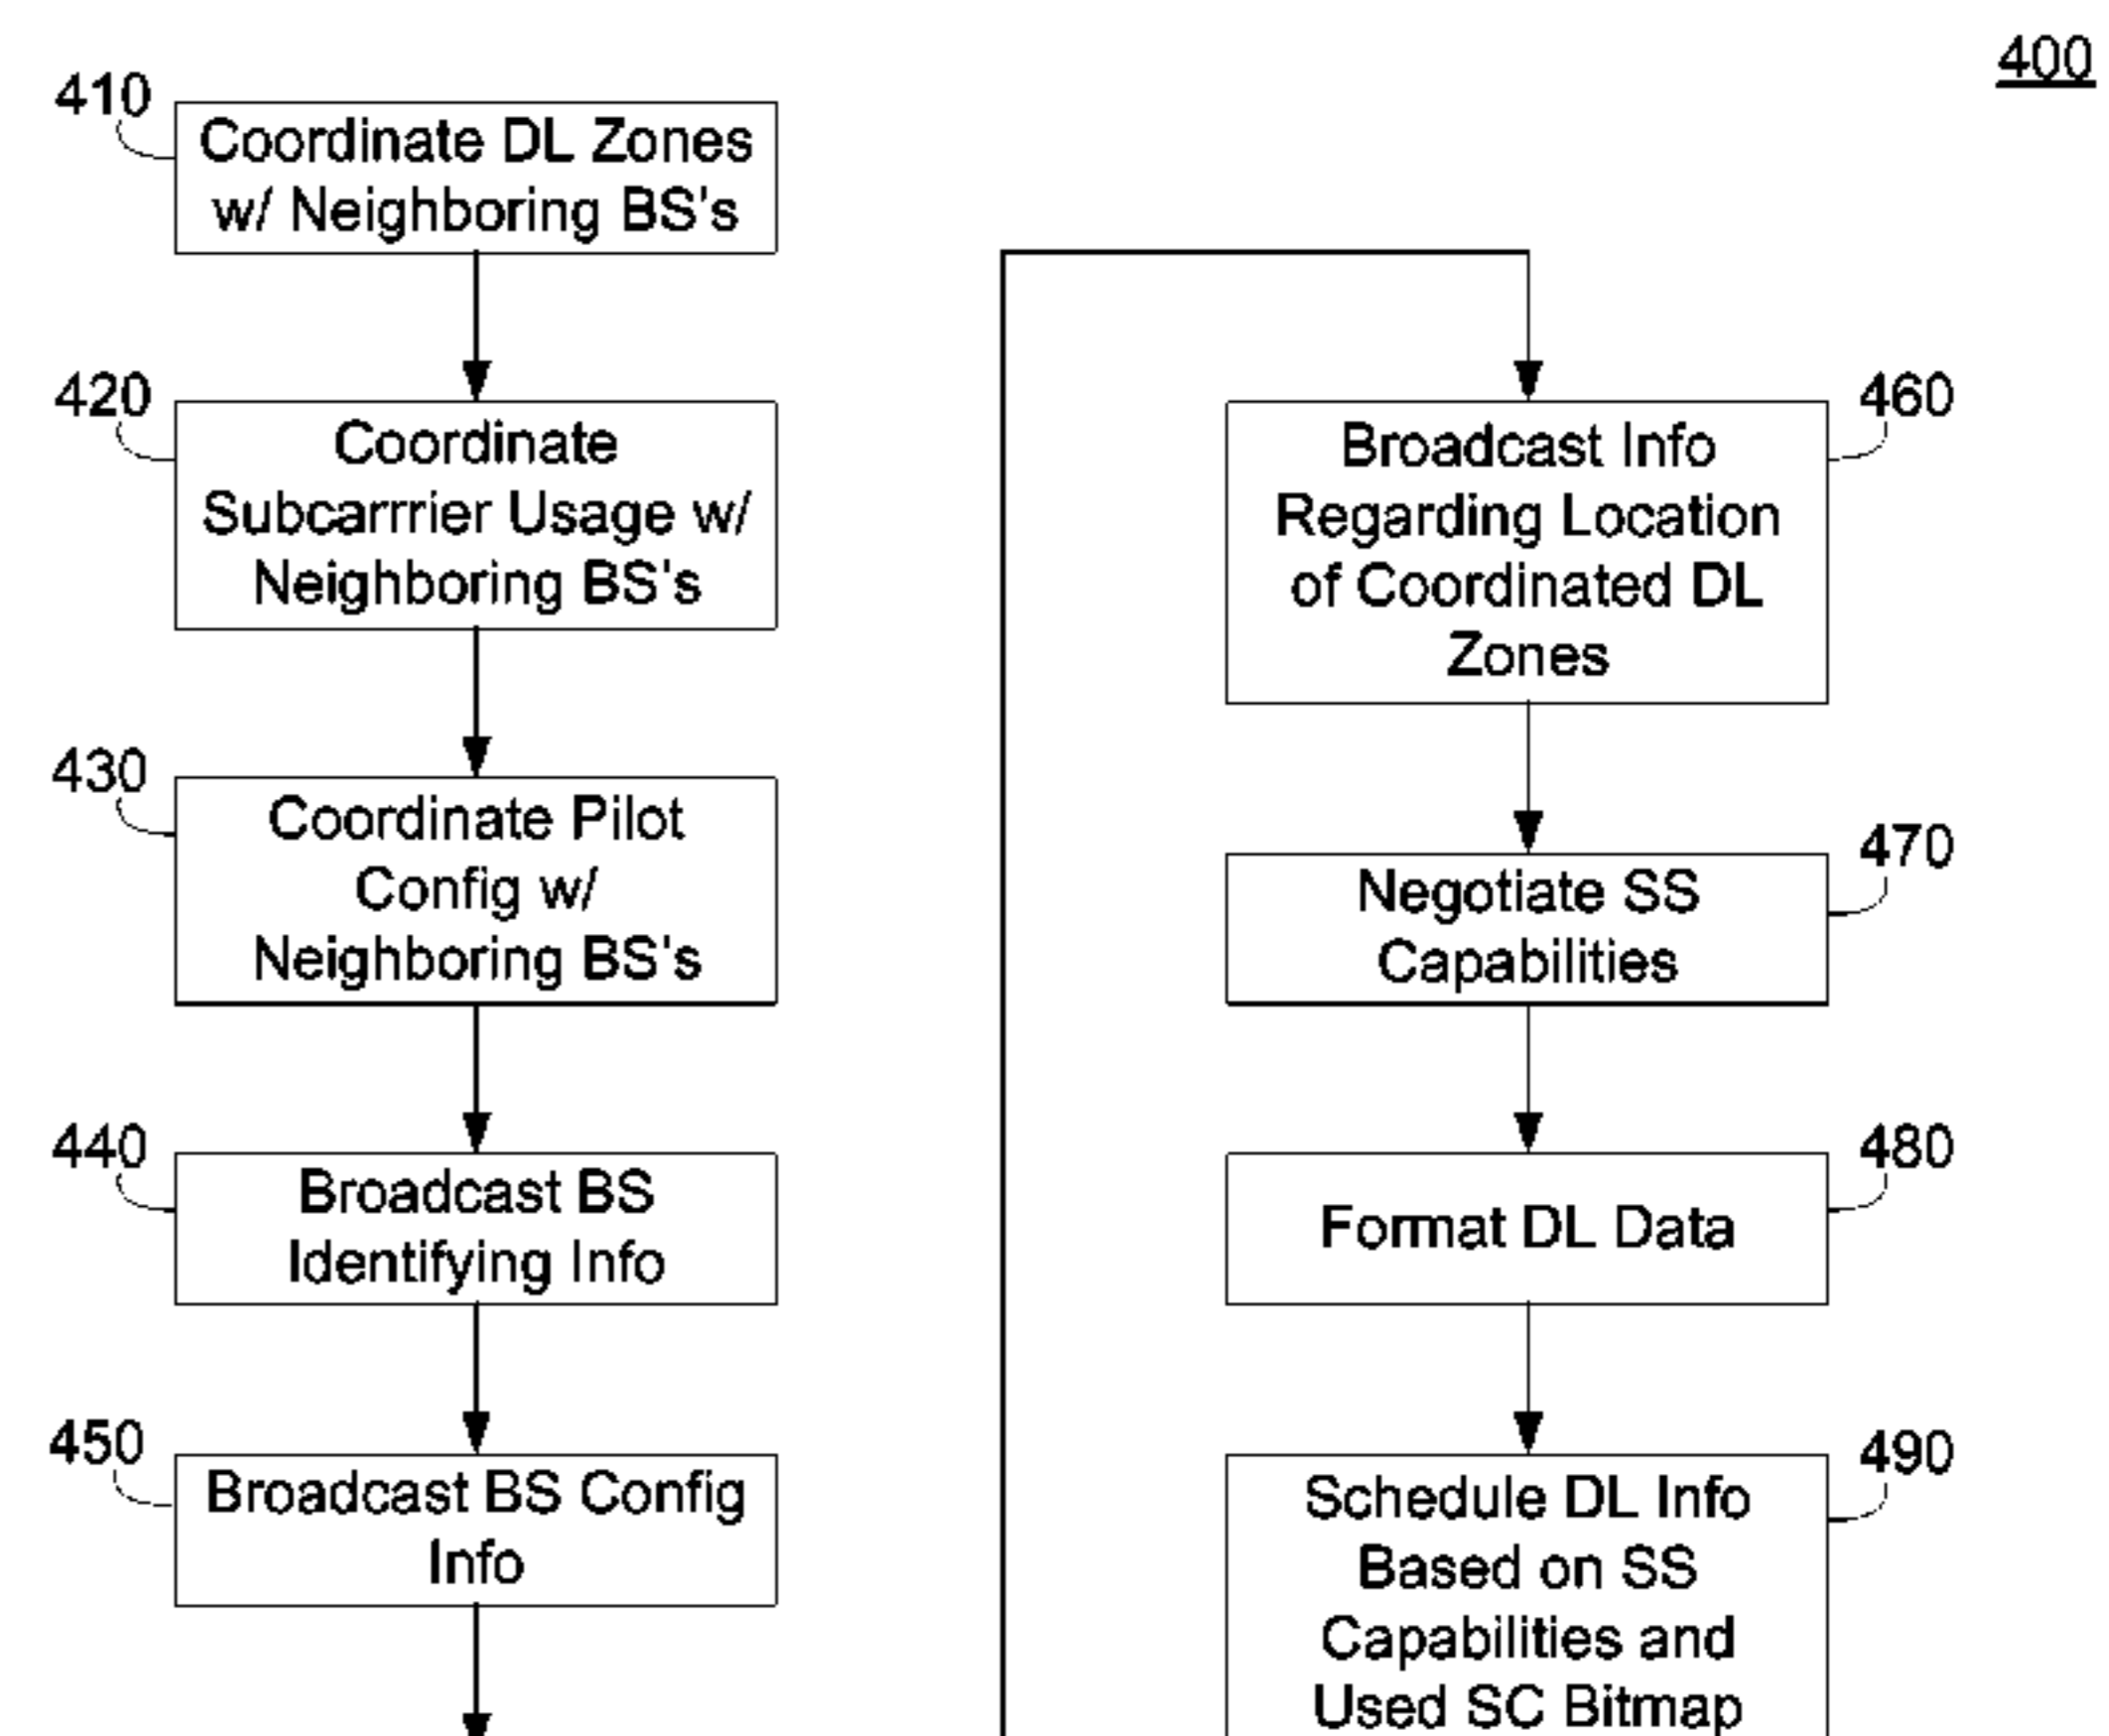 400
410
Coordinate DL Zones
w/ Neighboring BS's
420
Coordinate
Subcarrrier Usage w/
Neighboring BS's
430
Coordinate Pilot
Config w/
Neighboring BS's
440
Broadcast BS
Identifying Info
450
Broadcast BS Config
Info
460
Broadcast Info
Regarding Location
of Coordinated DL
Zones
470
Negotiate SS
Capabilities
480
Format DL Data
490
Schedule DL Info
Based on SS
Capabilities and
Used SC Bitmap